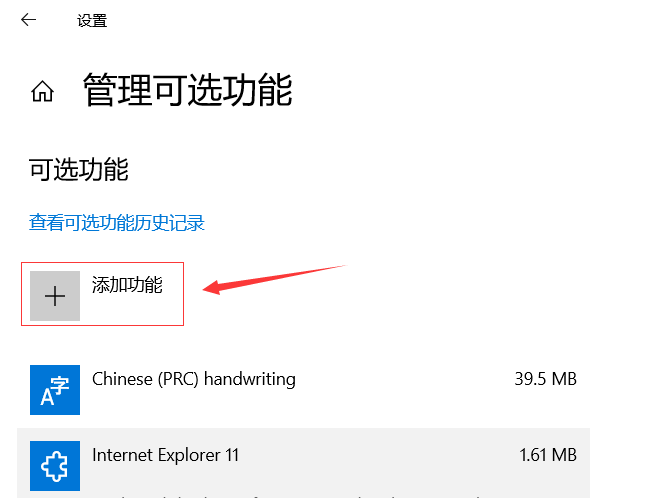 设置
管理可选功能
可选功能
查看可选功能历史记录
添加功能
Chinese (PRC) handwriting 39.5 MB
Internet Explorer 11 1.61 MB